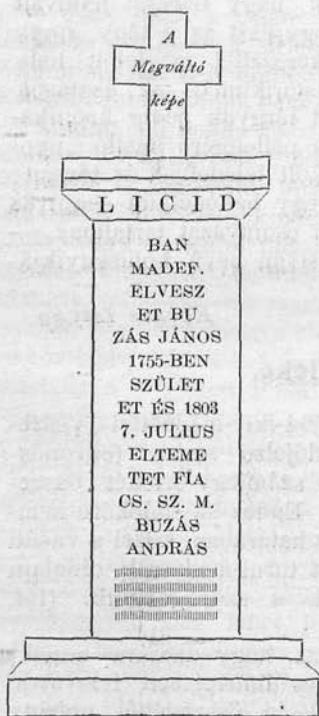 A
Megváltó
képe
L I C I D
BAN
MADEF.
ELVESZ
ET BU
ZÁS JÁNOS
1755-BEN
SZÜLET
ET ÉS 1803
7. JULIUS
ELTEME
TET FIA
CS. SZ. M.
BUZÁS
ANDRÁS